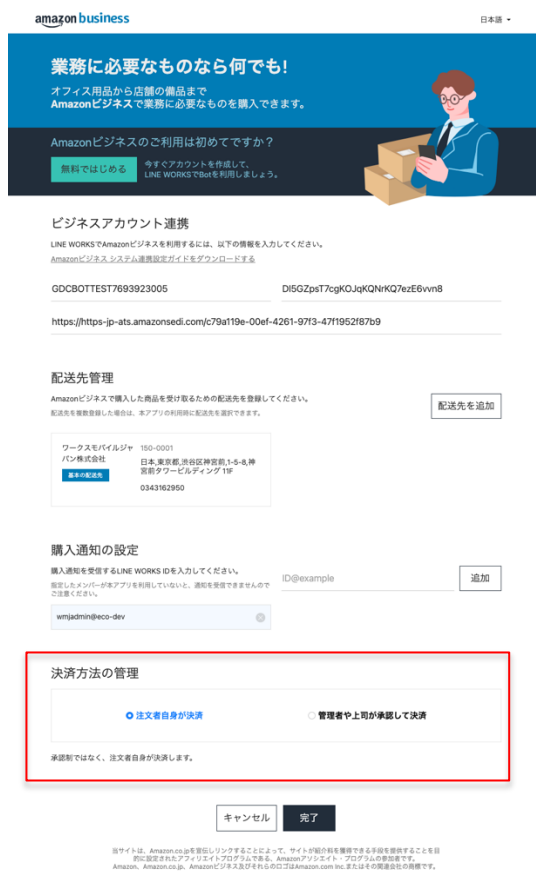 amazon business
日本語
業務に必要なものなら何でも!
オフィス用品から店舗の備品まで
Amazonビジネスで業務に必要なものを購入できます。
Amazonビジネスのご利用は初めてですか？
無料ではじめる
今すぐアカウントを作成して、
LINE WORKSでBotを利用しましょう。
ビジネスアカウント連携
LINE WORKSでAmazonビジネスを利用するには、以下の情報を入力してください。
Amazonビジネス システム連携設定ガイドをダウンロードする
GDCBOTTEST7693923005
DI5GZpsT7cgKOJqKQNrKQ7ezE6vvn8
https://https-jp-ats.amazonsedi.com/c79a119e-00ef-4261-97f3-47f1952f87b9
配送先管理
Amazonビジネスで購入した商品を受け取るための配送先を登録してください。
配送先を複数登録した場合は、本アプリの利用時に配送先を選択できます。
配送先を追加
ワークスモバイルジャ
パン株式会社
基本の配送先
150-0001
日本,東京都,渋谷区神宮前,1-5-8,神
宮前タワービルディング 11F
0343162950
購入通知の設定
購入通知を受信するLINE WORKS IDを入力してください。
指定したメンバーが本アプリを利用していないと、通知を受信できませんので
ご注意ください。
ID@example
追加
wmjadmin@eco-dev
決済方法の管理
注文者自身が決済
管理者や上司が承認して決済
承認制ではなく、注文者自身が決済します。
キャンセル
完了
当サイトは、Amazon.co.jpを宣伝しリンクすることによって、サイトが紹介料を獲得できる手段を提供することを目
的に設定されたアフィリエイトプログラムである、Amazonアソシエイト・プログラムの参加者です。
Amazon、Amazon.co.jp、Amazonビジネス及びそれらのロゴはAmazon.com Inc.またはその関連会社の商標です。